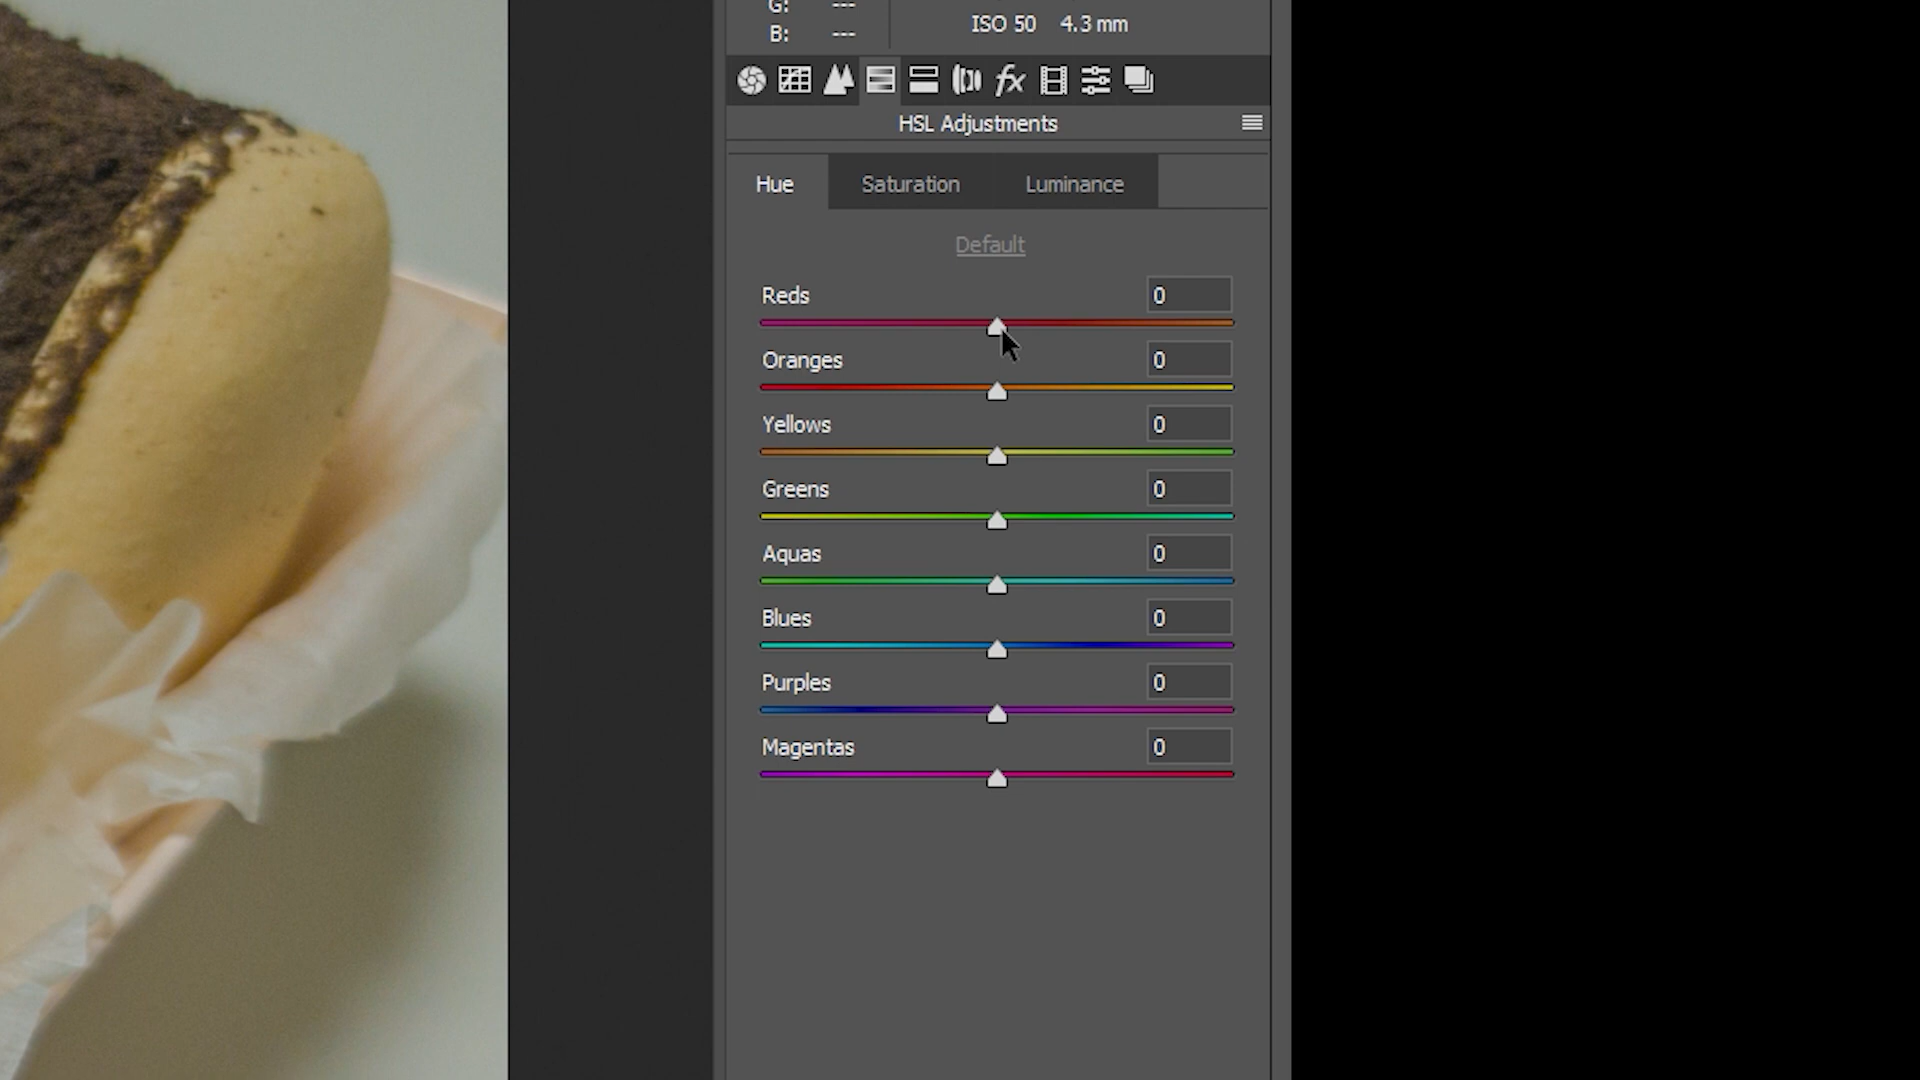 G: ---
B: ---
ISO 50 4.3 mm
fx
HSL Adjustments
Hue Saturation Luminance
Default
Reds 0
Oranges 0
Yellows 0
Greens 0
Aquas 0
Blues 0
Purples 0
Magentas 0